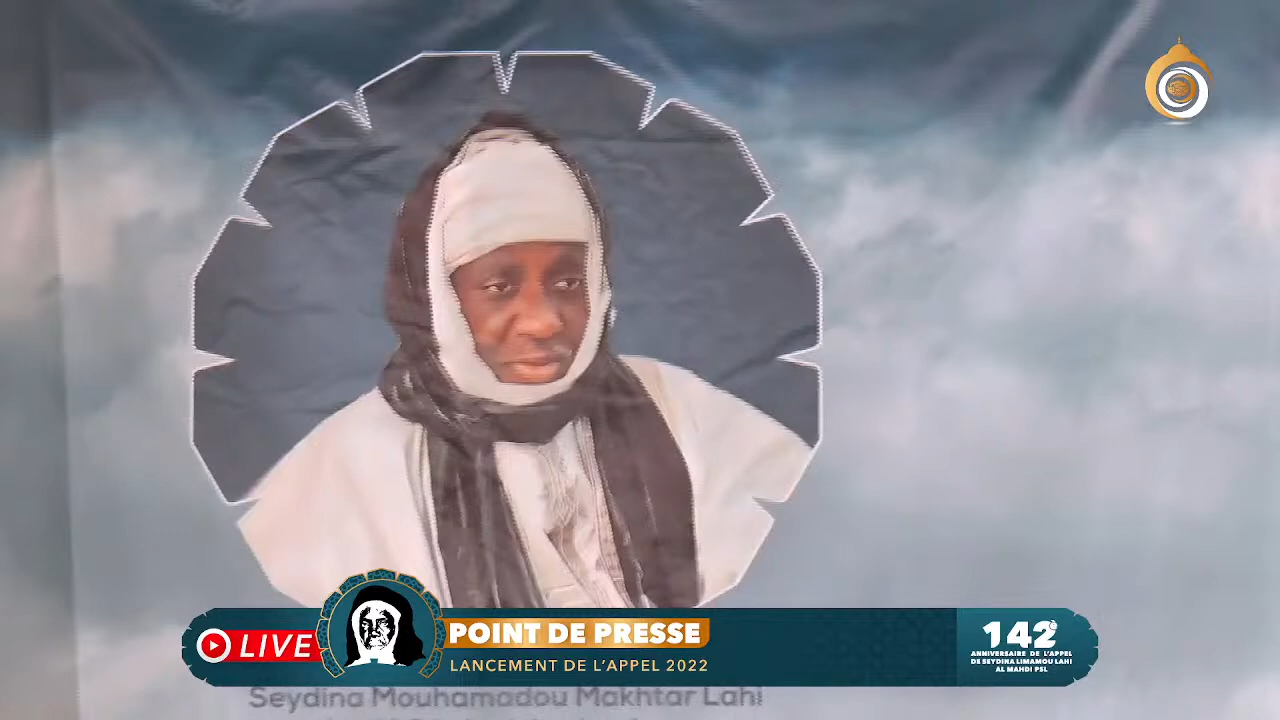 LIVE
POINT DE PRESSE
LANCEMENT DE L'APPEL 2022
142è
ANNIVERSAIRE DE L'APPEL
DE SEYDINA LIMAMOU LAHI
AL MAHDI PSL
Seydina Mouhamadou Makhtar Lahi